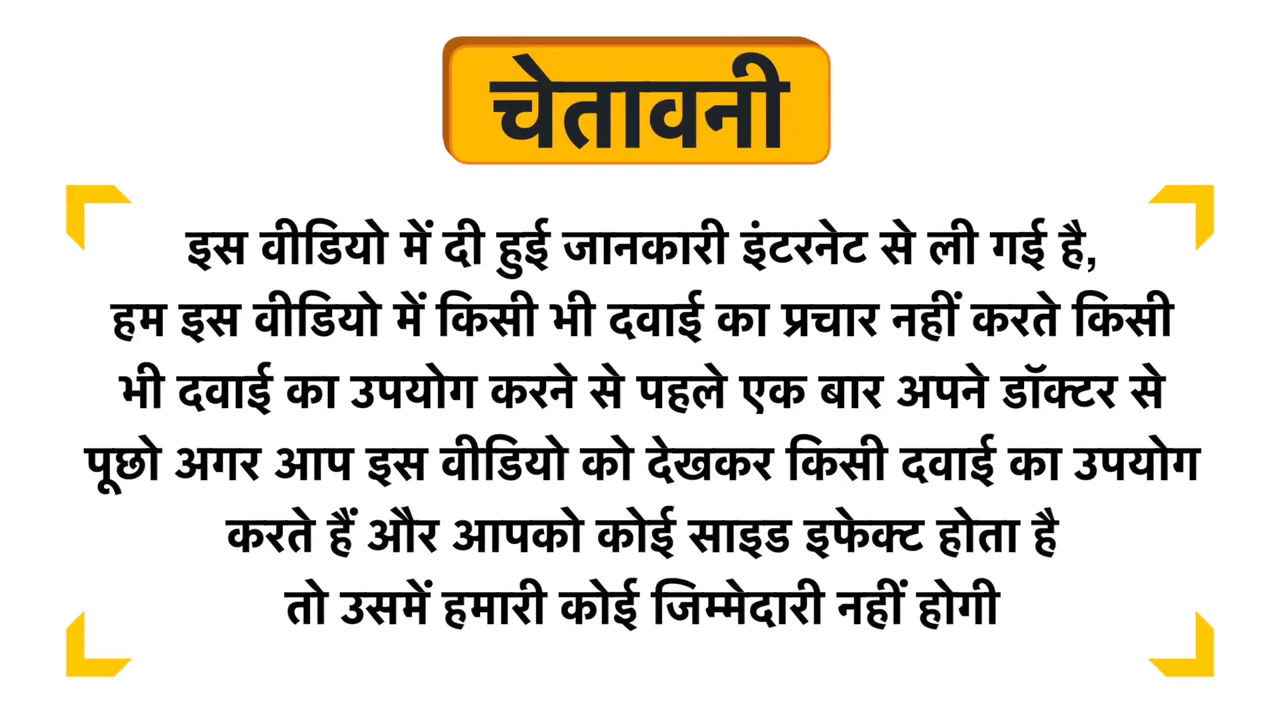 चेतावनी
इस वीडियो में दी हुई जानकारी इंटरनेट से ली गई है,
हम इस वीडियो में किसी भी दवाई का प्रचार नहीं करते किसी
भी दवाई का उपयोग करने से पहले एक बार अपने डॉक्टर से
पूछो अगर आप इस वीडियो को देखकर किसी दवाई का उपयोग
करते हैं और आपको कोई साइड इफेक्ट होता है
तो उसमें हमारी कोई जिम्मेदारी नहीं होगी